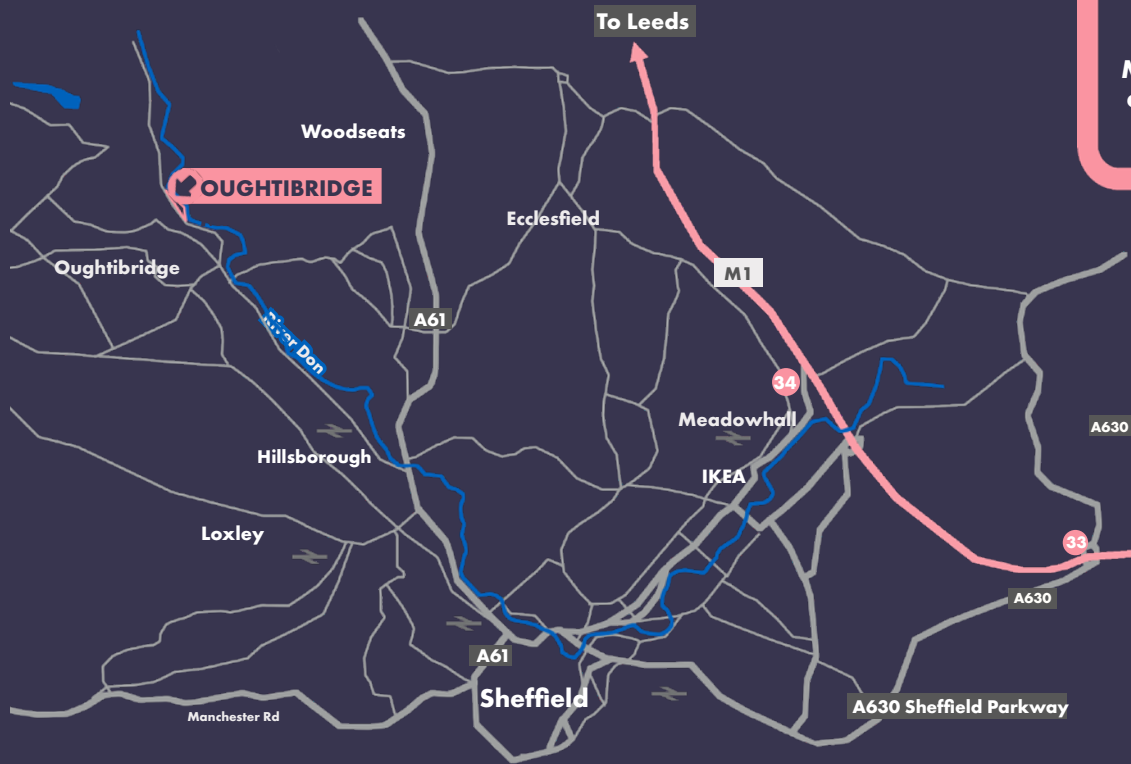 To Leeds
M
Woodseats
OUGHTIBRIDGE
Ecclesfield
Oughtibridge
M1
A61
River Don
34
Meadowhall
A630
Hillsborough
IKEA
Loxley
33
A630
A61
Sheffield
A630 Sheffield Parkway
Manchester Rd